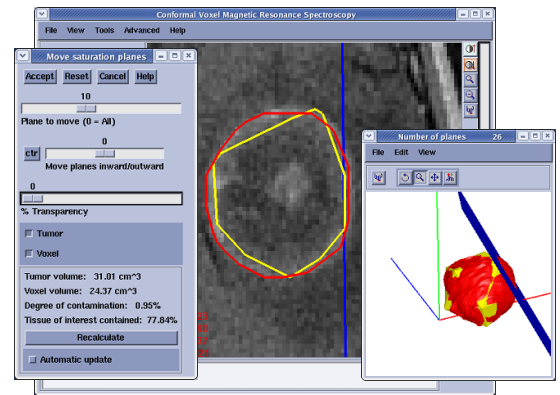 Conformal Voxel Magnetic Resonance Spectroscopy
File View Tools Advanced Help
Move saturation planes
Accept Reset Cancel Help
10
Plane to move (0 = All)
0
ctr
Move planes inward/outward
0
% Transparency
Tumor
Voxel
Tumor volume: 31.01 cm^3
Voxel volume: 24.37 cm^3
Degree of contamination: 0.95%
Tissue of interest contained: 77.84%
Recalculate
Automatic update
Number of planes 26
File Edit View